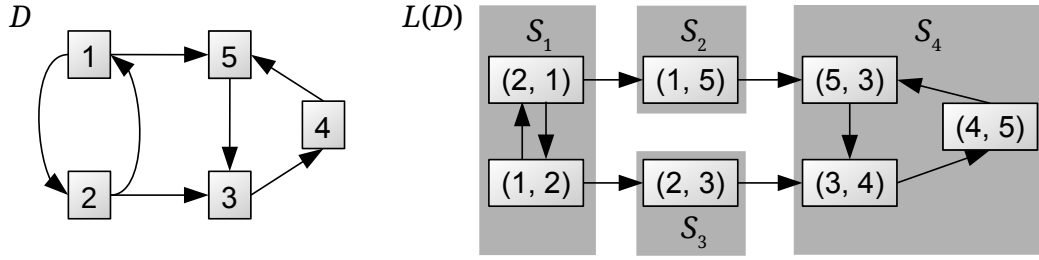 D
1
5
4
2
3
L(D)
S₁
S₂
S₄
(2, 1)
(1, 5)
(5, 3)
(4, 5)
(1, 2)
(2, 3)
(3, 4)
S₃